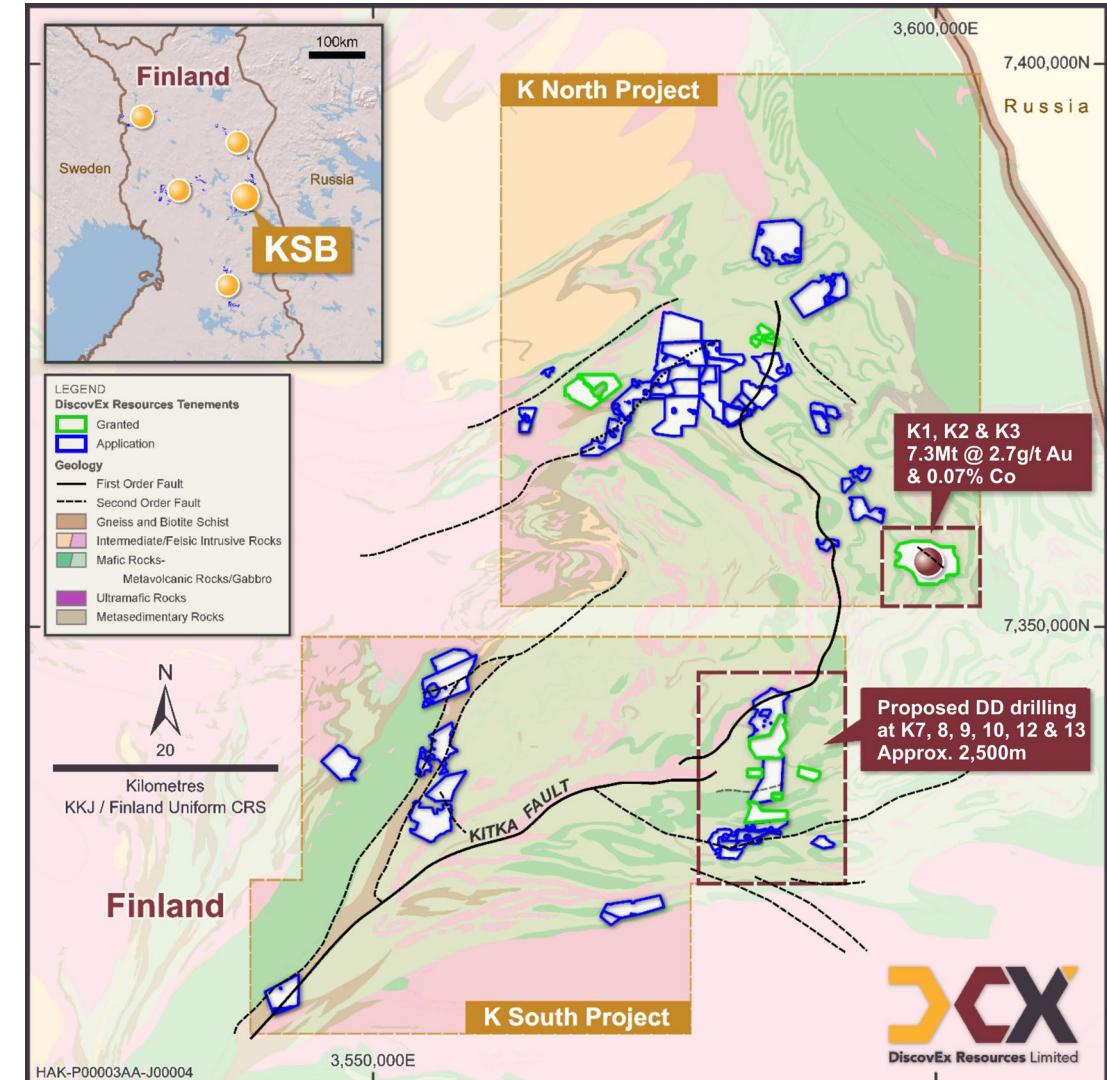 100km
Finland
Sweden
Russia
KSB
3,600,000E
7,400,000N
Russia
K North Project
LEGEND
DiscovEx Resources Tenements
Granted
Application
Geology
First Order Fault
Second Order Fault
Gneiss and Biotite Schist
Intermediate/Felsic Intrusive Rocks
Mafic Rocks-
Metavolcanic Rocks/Gabbro
Ultramafic Rocks
Metasedimentary Rocks
K1, K2 & K3
7.3Mt @ 2.7g/t Au
& 0.07% Co
7,350,000N
N
20
Kilometres
KKJ / Finland Uniform CRS
Proposed DD drilling
at K7, 8, 9, 10, 12 & 13
Approx. 2,500m
KITKA FAULT
Finland
K South Project
DCX
DiscovEx Resources Limited
3,550,000E
HAK-P00003AA-J00004